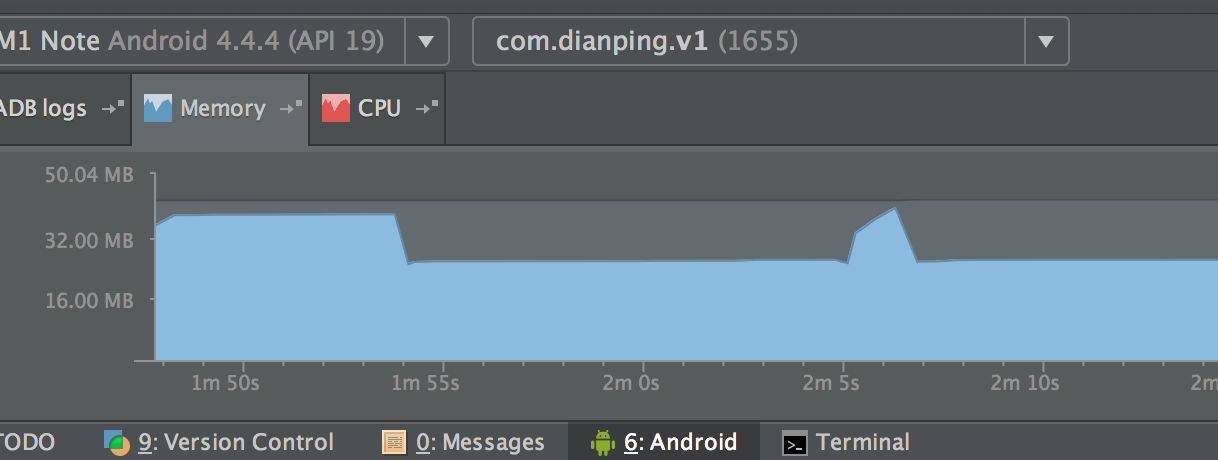 M1 Note Android 4.4.4 (API 19) com.dianping.v1 (1655)
ADB logs Memory CPU
50.04 MB
32.00 MB
16.00 MB
1m 50s 1m 55s 2m 0s 2m 5s 2m 10s 2m
TODO 9: Version Control 0: Messages 6: Android >_ Terminal